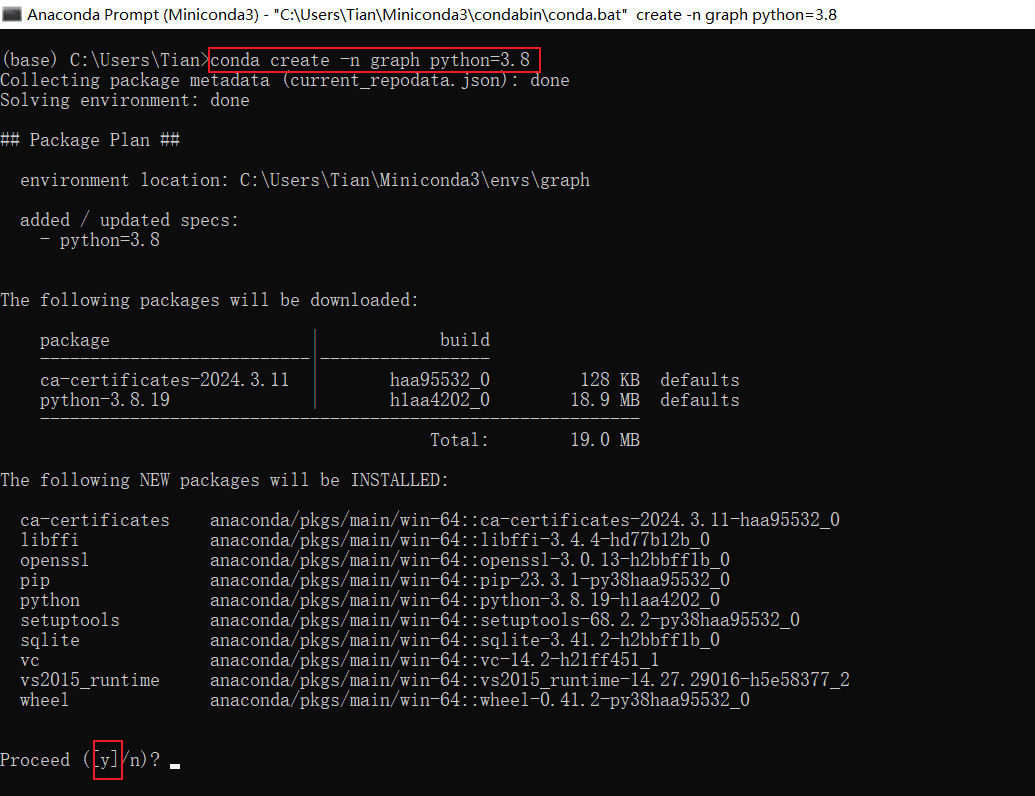 Anaconda Prompt (Miniconda3) - "C:\Users\Tian\Miniconda3\condabin\conda.bat" create -n graph python=3.8
(base) C:\Users\Tian>conda create -n graph python=3.8
Collecting package metadata (current_repodata.json): done
Solving environment: done
## Package Plan ##
environment location: C:\Users\Tian\Miniconda3\envs\graph
added / updated specs:
- python=3.8
The following packages will be downloaded:
package | build
---------------------------|-----------------
ca-certificates-2024.3.11 | haa95532_0 128 KB defaults
python-3.8.19 | h1aa4202_0 18.9 MB defaults
------------------------------------------------------------
Total: 19.0 MB
The following NEW packages will be INSTALLED:
ca-certificates anaconda/pkgs/main/win-64::ca-certificates-2024.3.11-haa95532_0
libffi anaconda/pkgs/main/win-64::libffi-3.4.4-hd77b12b_0
openssl anaconda/pkgs/main/win-64::openssl-3.0.13-h2bbff1b_0
pip anaconda/pkgs/main/win-64::pip-23.3.1-py38haa95532_0
python anaconda/pkgs/main/win-64::python-3.8.19-h1aa4202_0
setuptools anaconda/pkgs/main/win-64::setuptools-68.2.2-py38haa95532_0
sqlite anaconda/pkgs/main/win-64::sqlite-3.41.2-h2bbff1b_0
vc anaconda/pkgs/main/win-64::vc-14.2-h21ff451_1
vs2015_runtime anaconda/pkgs/main/win-64::vs2015_runtime-14.27.29016-h5e58377_2
wheel anaconda/pkgs/main/win-64::wheel-0.41.2-py38haa95532_0
Proceed ([y]/n)?